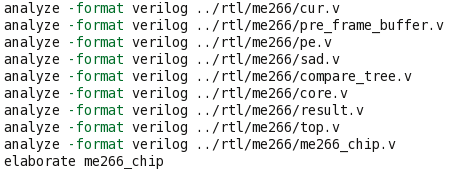 analyze -format verilog ../rtl/me266/cur.v
analyze -format verilog ../rtl/me266/pre_frame_buffer.v
analyze -format verilog ../rtl/me266/pe.v
analyze -format verilog ../rtl/me266/sad.v
analyze -format verilog ../rtl/me266/compare_tree.v
analyze -format verilog ../rtl/me266/core.v
analyze -format verilog ../rtl/me266/result.v
analyze -format verilog ../rtl/me266/top.v
analyze -format verilog ../rtl/me266/me266_chip.v
elaborate me266_chip